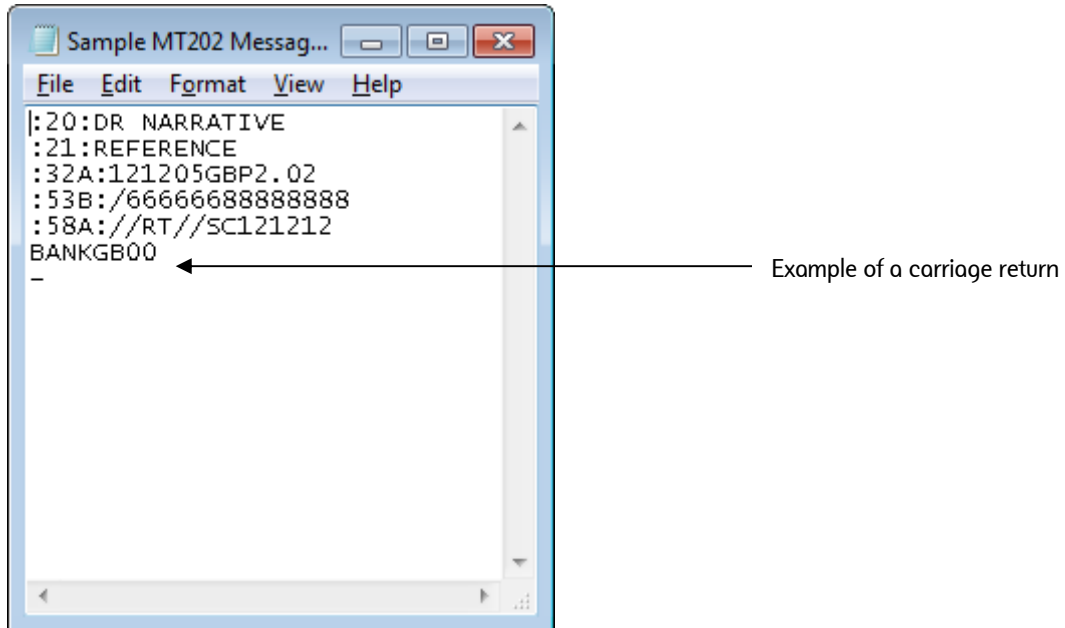 Sample MT202 Messag...
File Edit Format View Help
:20:DR NARRATIVE
:21:REFERENCE
:32A:121205GBP2.02
:53B:/66666688888888
:58A://RT//SC121212
BANKGB00
-
Example of a carriage return